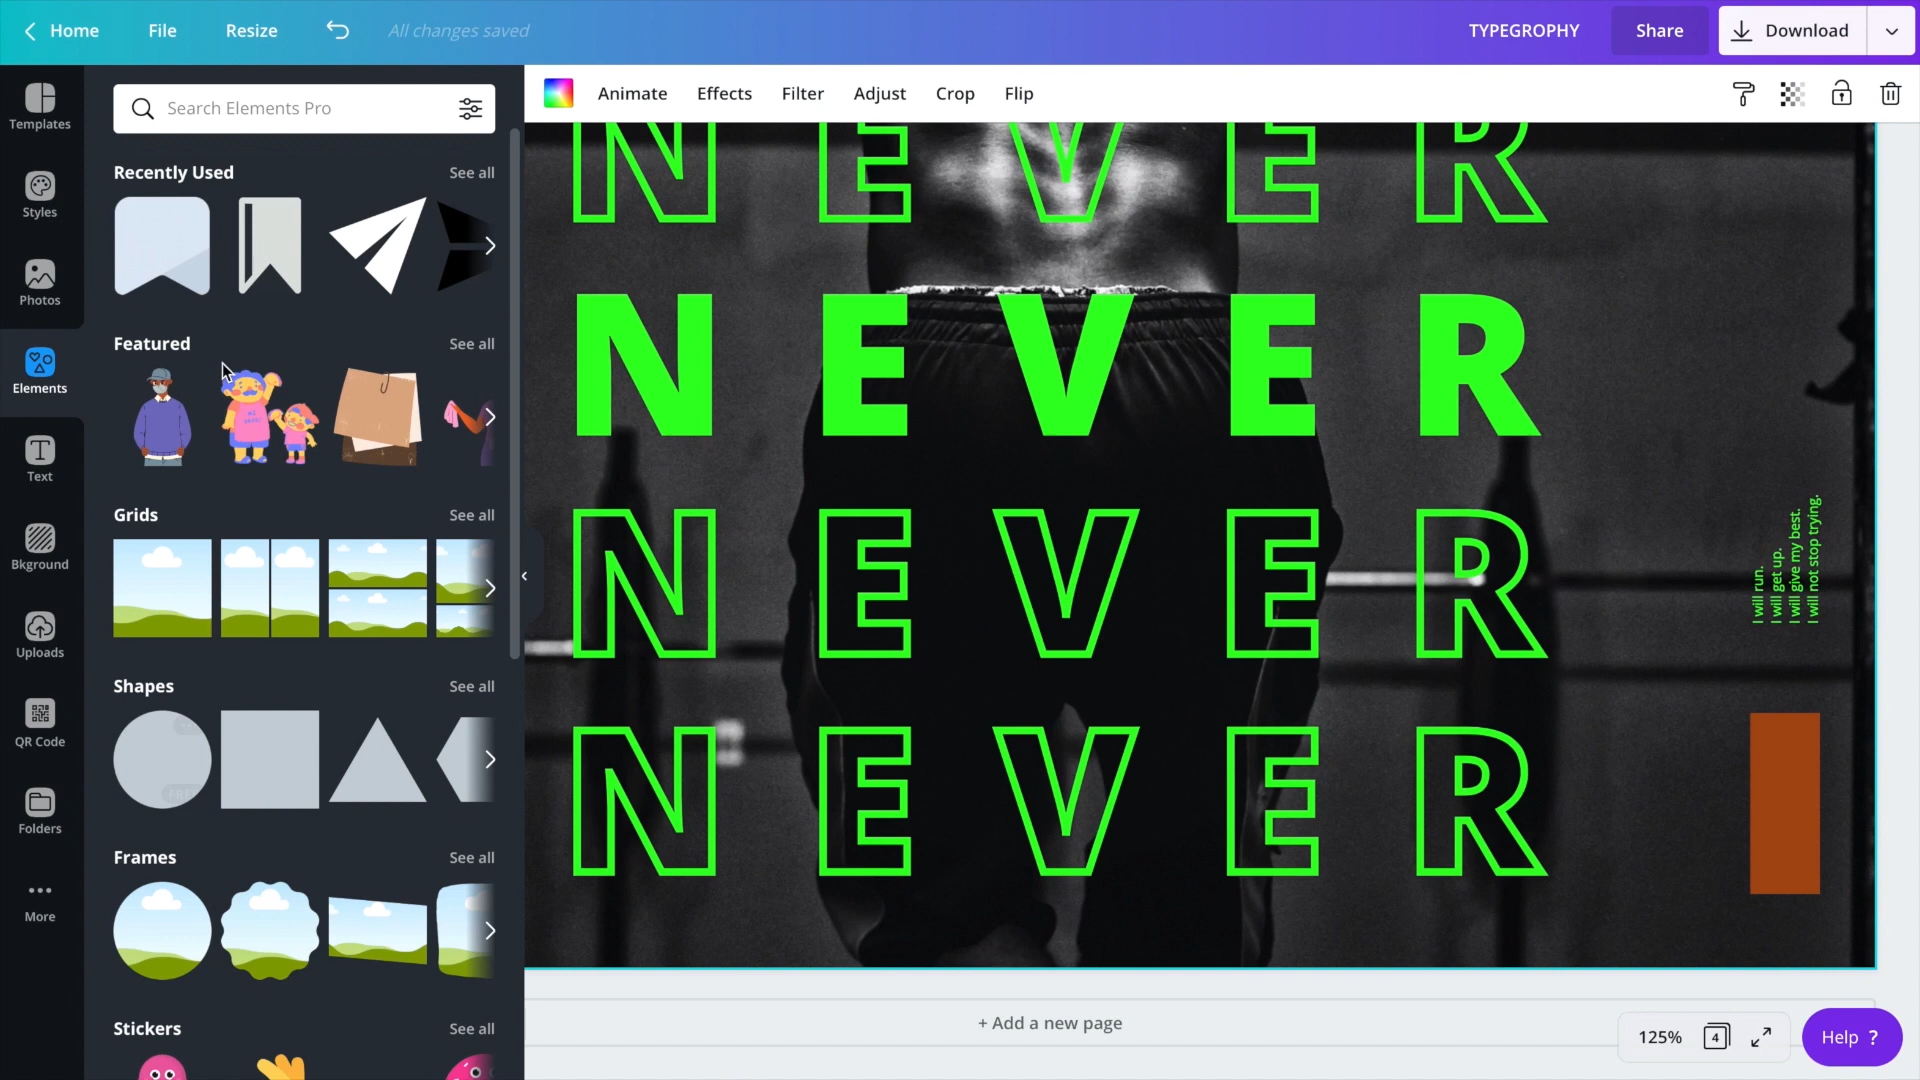 Home
File
Resize
All changes saved
TYPEGROPHY
Share
Download
Templates
Styles
Photos
Elements
Text
Bkground
Uploads
QR Code
Folders
More
Search Elements Pro
Recently Used
See all
Featured
See all
Grids
See all
Shapes
See all
FREE
Frames
See all
Stickers
See all
Animate
Effects
Filter
Adjust
Crop
Flip
NEVER
NEVER
NEVER
NEVER
I will run.
I will get up.
I will give my best.
I will not stop trying.
+ Add a new page
125%
4
Help ?